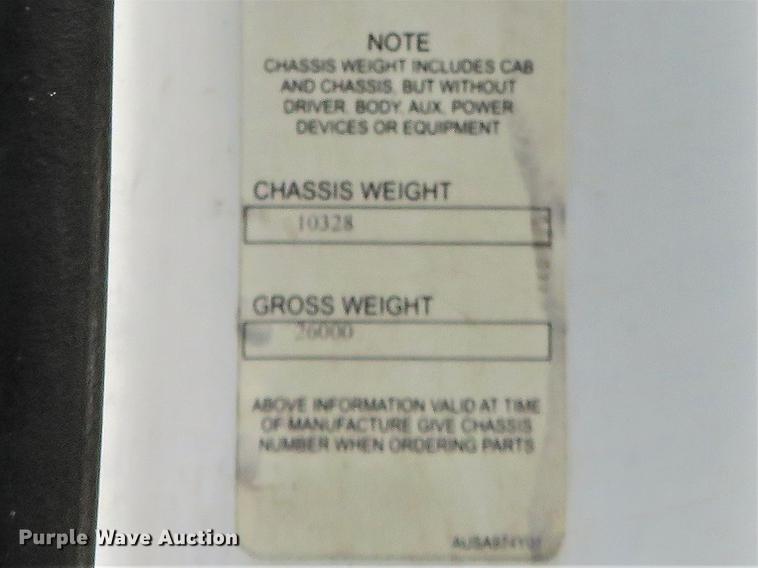 NOTE
CHASSIS WEIGHT INCLUDES CAB
AND CHASSIS, BUT WITHOUT
DRIVER, BODY, AUX. POWER
DEVICES OR EQUIPMENT
CHASSIS WEIGHT
10328
GROSS WEIGHT
26000
ABOVE INFORMATION VALID AT TIME
OF MANUFACTURE GIVE CHASSIS
NUMBER WHEN ORDERING PARTS
Purple Wave Auction